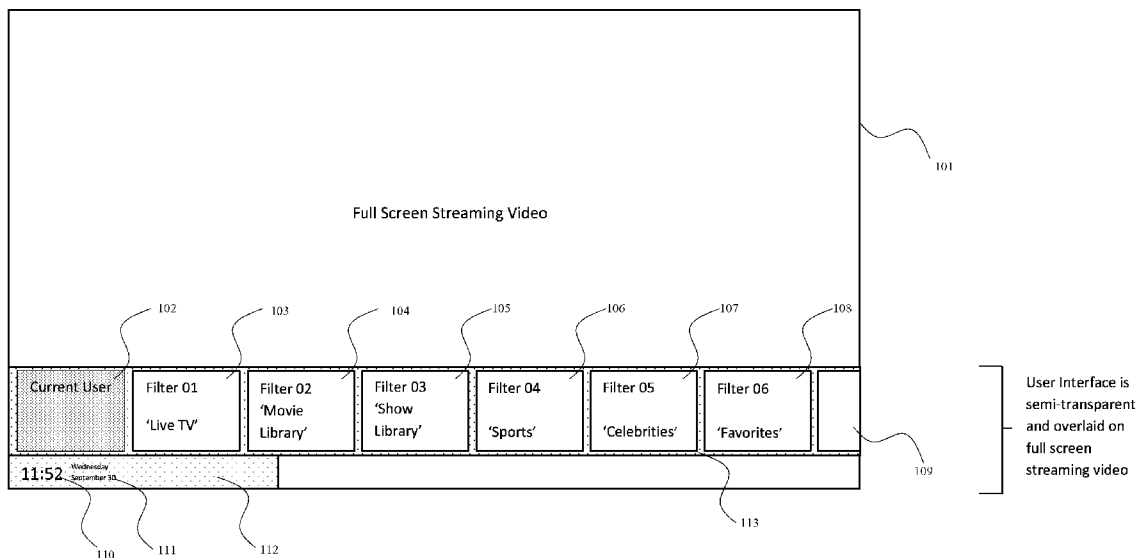 Full Screen Streaming Video
101
102
103
104
105
106
107
108
Current User
Filter 01
'Live TV'
Filter 02
'Movie
Library'
Filter 03
'Show
Library'
Filter 04
'Sports'
Filter 05
'Celebrities'
Filter 06
'Favorites'
User Interface is
semi-transparent
and overlaid on
full screen
streaming video
109
11:52
Wednesday
September 30
113
110
111
112